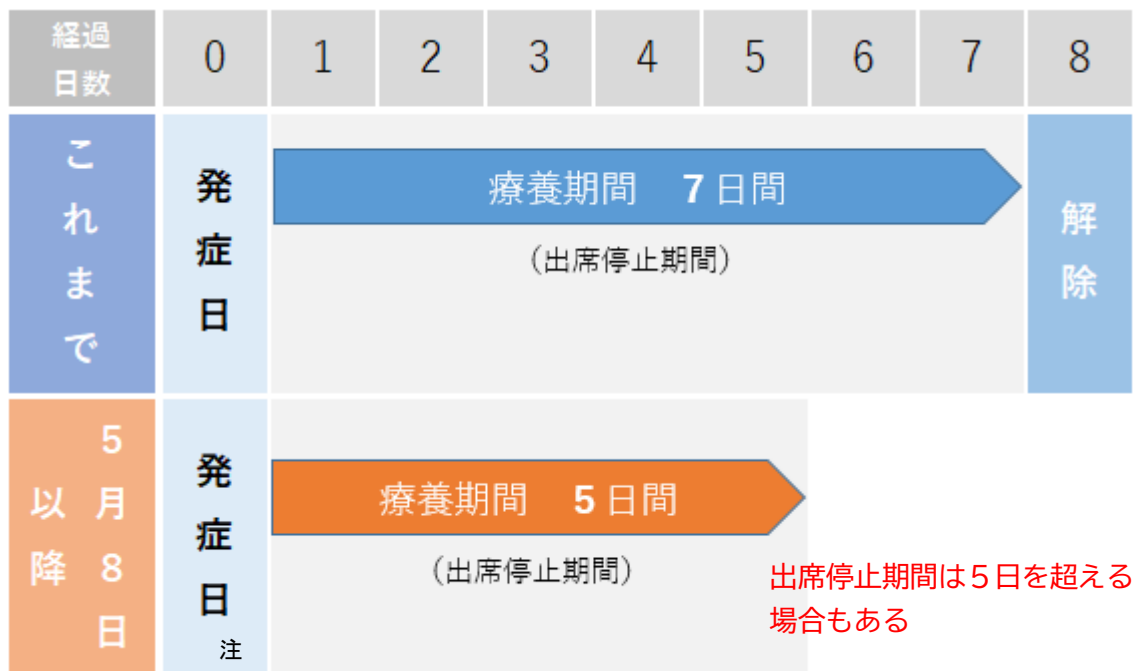 経過
日数
0 1 2 3 4 5 6 7 8
これまで
発症日
療養期間　7日間
（出席停止期間）
解除
5月8日
以降
発症日
注
療養期間　5日間
（出席停止期間）
出席停止期間は５日を超える
場合もある